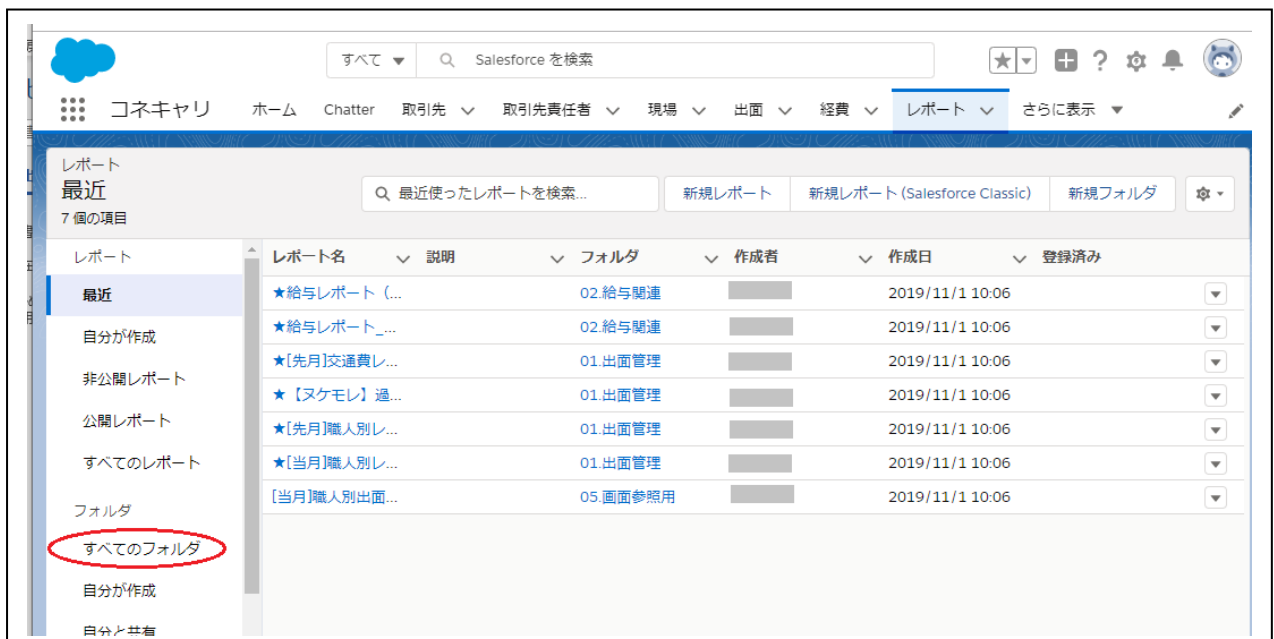 すべて Salesforce を検索
コネキャリ ホーム Chatter 取引先 取引先責任者 現場 出面 経費 レポート さらに表示
レポート
最近
7 個の項目
最近使ったレポートを検索... 新規レポート 新規レポート (Salesforce Classic) 新規フォルダ
レポート
最近
自分が作成
非公開レポート
公開レポート
すべてのレポート
フォルダ
すべてのフォルダ
自分が作成
自分と共有
レポート名 説明 フォルダ 作成者 作成日 登録済み
★給与レポート（... 02.給与関連 2019/11/1 10:06
★給与レポート_... 02.給与関連 2019/11/1 10:06
★[先月]交通費レ... 01.出面管理 2019/11/1 10:06
★【ヌケモレ】過... 01.出面管理 2019/11/1 10:06
★[先月]職人別レ... 01.出面管理 2019/11/1 10:06
★[当月]職人別レ... 01.出面管理 2019/11/1 10:06
[当月]職人別出面... 05.画面参照用 2019/11/1 10:06